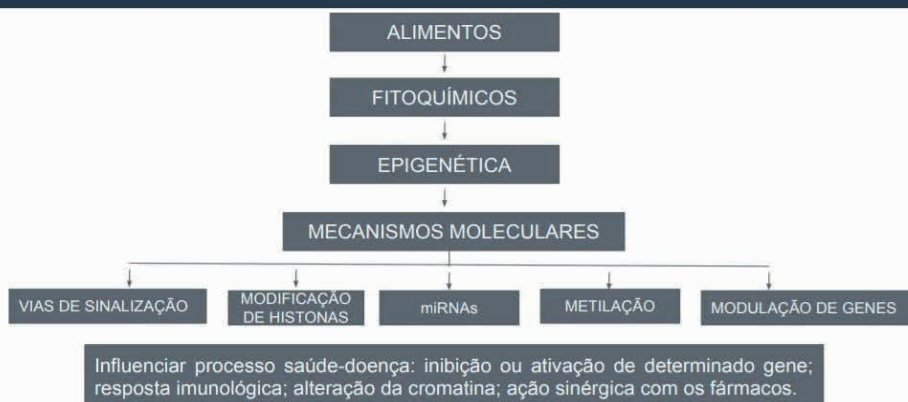 ALIMENTOS
FITOQUÍMICOS
EPIGENÉTICA
MECANISMOS MOLECULARES
VIAS DE SINALIZAÇÃO
MODIFICAÇÃO
DE HISTONAS
miRNAs
METILAÇÃO
MODULAÇÃO DE GENES
Influenciar processo saúde-doença: inibição ou ativação de determinado gene;
resposta imunológica; alteração da cromatina; ação sinérgica com os fármacos.